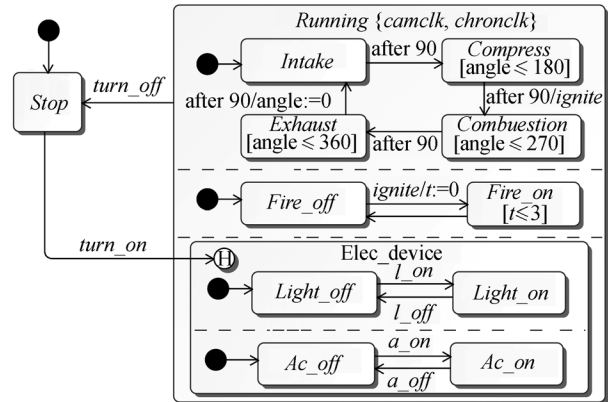 Running {camclk, chronclk}
Intake
after 90
Compress
[angle⩽180]
Stop
turn_off
after 90/angle:=0
after 90/ignite
Exhaust
[angle⩽360]
after 90
Combuestion
[angle⩽270]
Fire_off
ignite/t:=0
Fire_on
[t⩽3]
turn_on
H
Elec_device
Light_off
l_on
l_off
Light_on
Ac_off
a_on
a_off
Ac_on